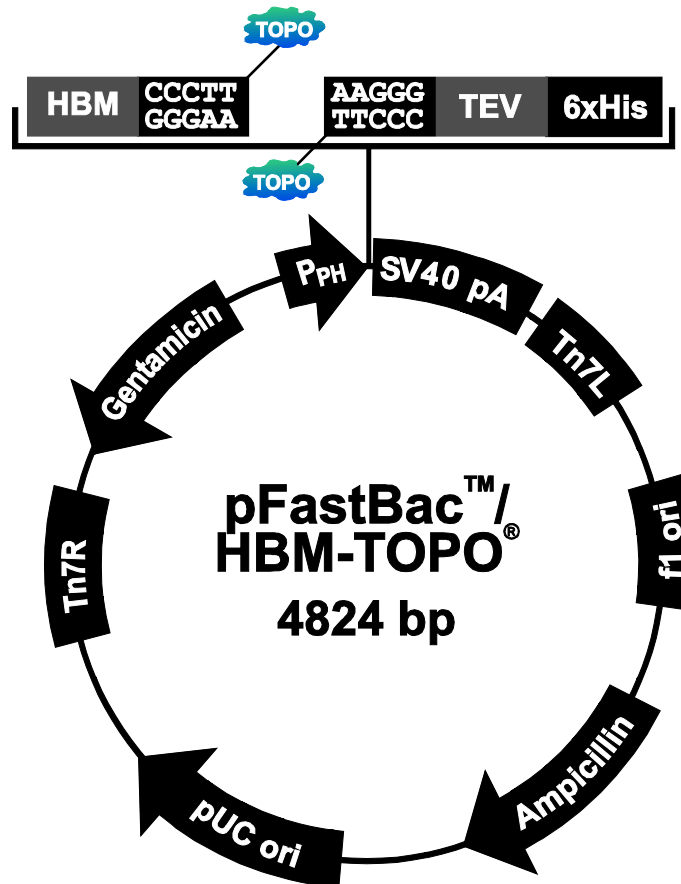 TOPO
HBM CCCTT AAGGG TEV 6xHis
GGGAA TTCCC
TOPO
PPH SV40 pA
Gentamicin Tn7L
pFastBac™/
HBM-TOPO®
4824 bp
Tn7R f1 ori
Ampicillin
pUC ori